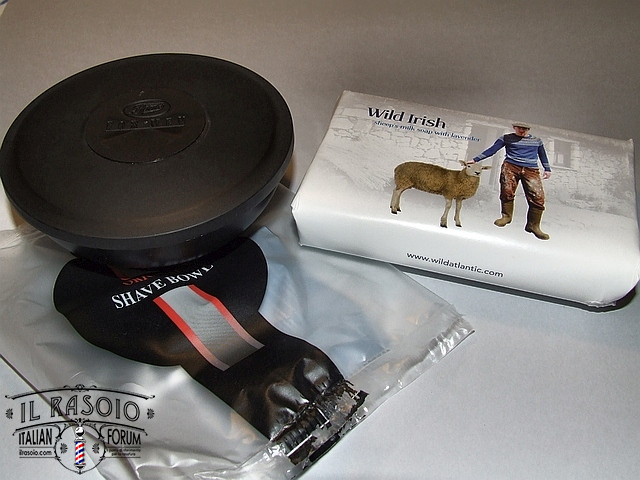 Wild Irish
sheep's milk soap with lavender
www.wildatlantic.com
SHAVE BOWL
IL RASOIO
ITALIAN FORUM
ilrasoio.com